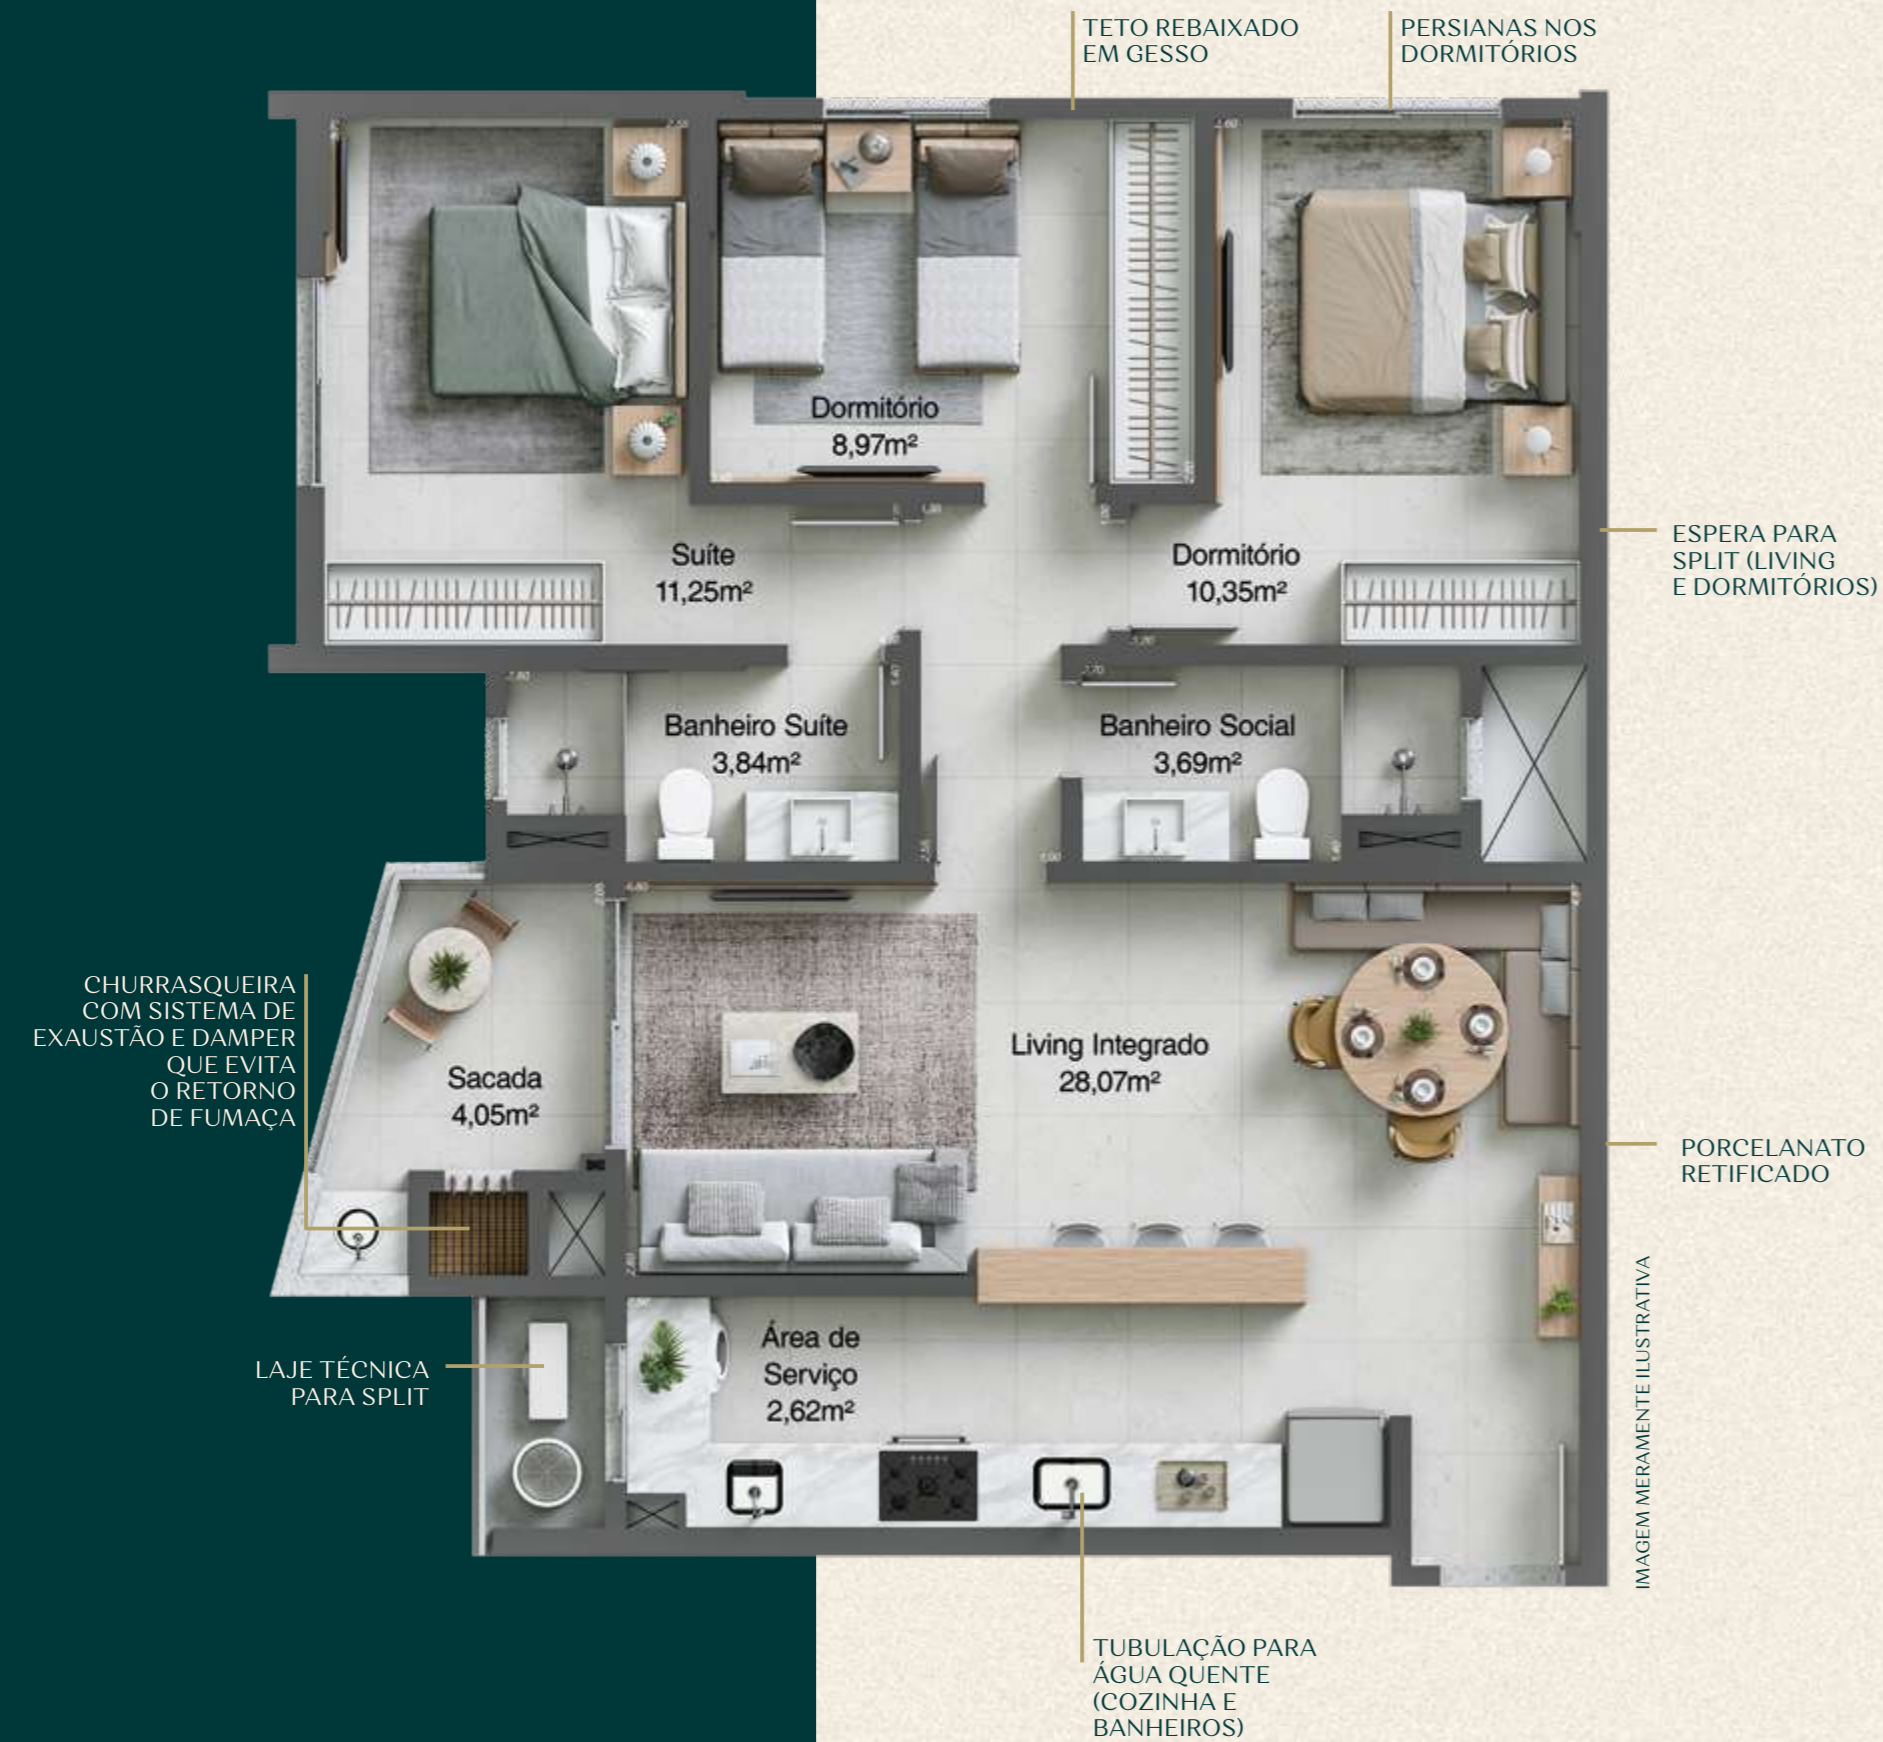 TETO REBAIXADO
EM GESSO
PERSIANAS NOS
DORMITÓRIOS
Dormitório
8,97m²
Suíte
11,25m²
Dormitório
10,35m²
ESPERA PARA
SPLIT (LIVING
E DORMITÓRIOS)
Banheiro Suíte
3,84m²
Banheiro Social
3,69m²
CHURRASQUEIRA
COM SISTEMA DE
EXAUSTÃO E DAMPER
QUE EVITA
O RETORNO
DE FUMAÇA
Sacada
4,05m²
Living Integrado
28,07m²
PORCELANATO
RETIFICADO
Área de
Serviço
2,62m²
LAJE TÉCNICA
PARA SPLIT
IMAGEM MERAMENTE ILUSTRATIVA
TUBULAÇÃO PARA
ÁGUA QUENTE
(COZINHA E
BANHEIROS)